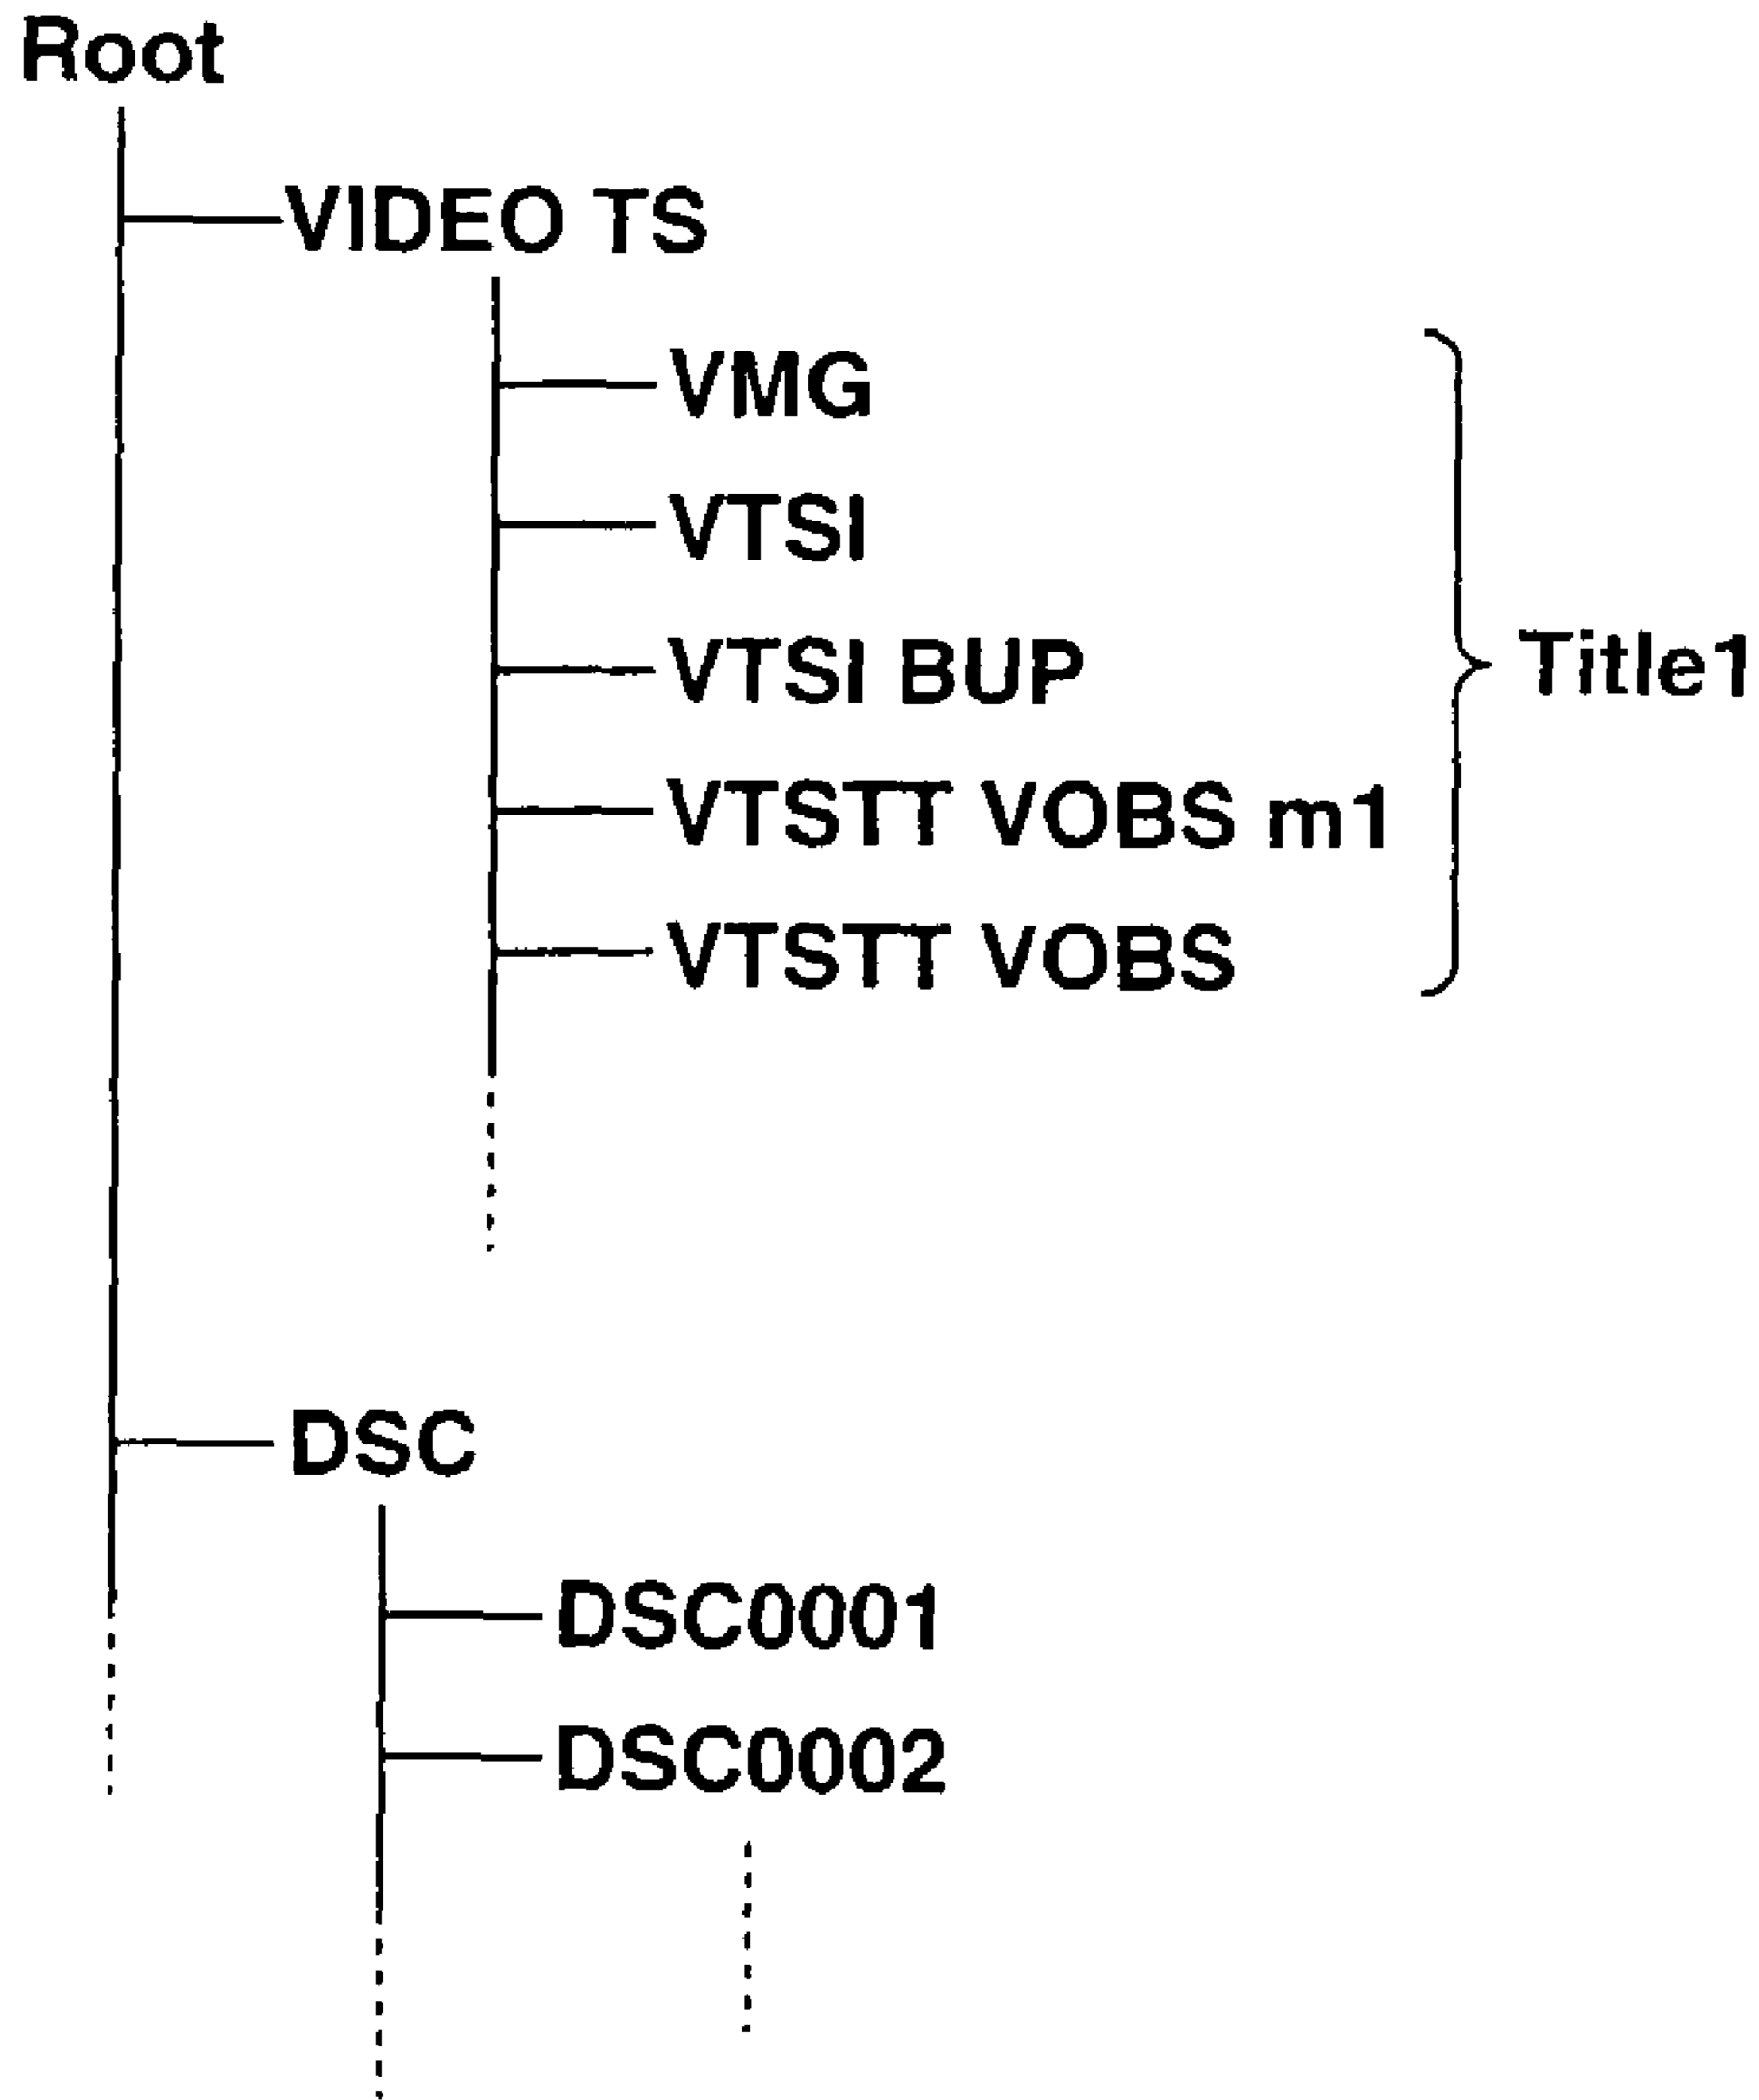 Root
VIDEO TS
VMG
VTSI
VTSI BUP
Title1
VTSTT VOBS m1
VTSTT VOBS
DSC
DSC0001
DSC0002